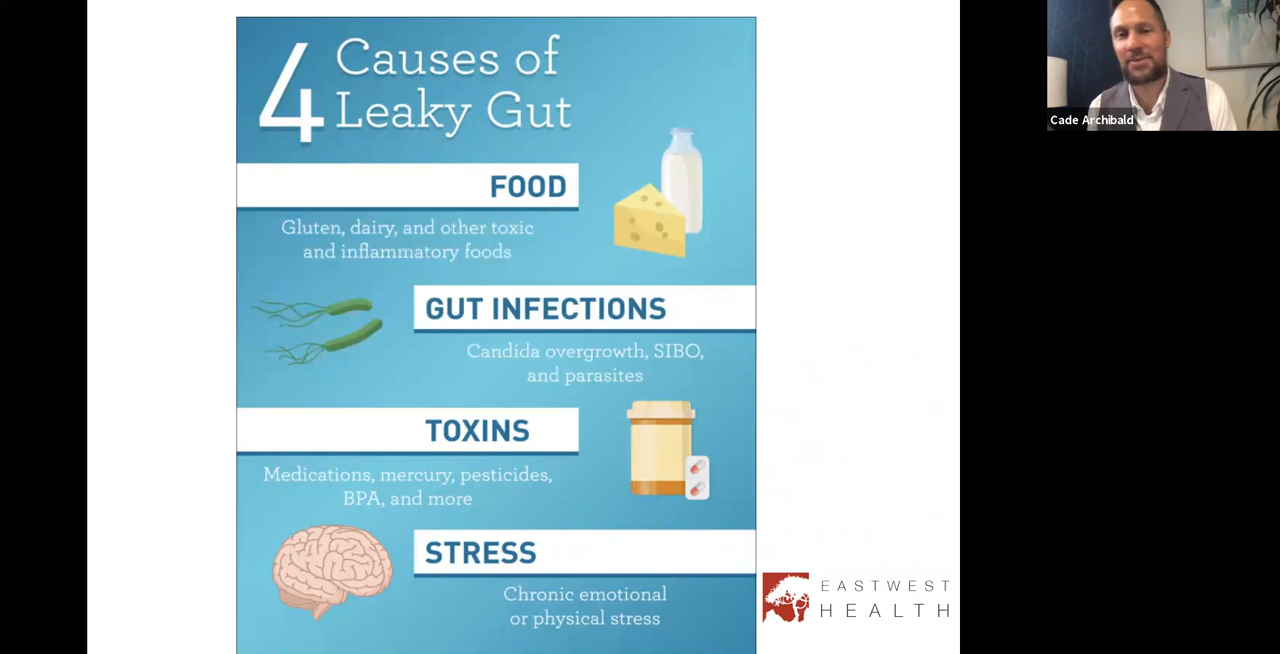 4
Causes of
Leaky Gut
FOOD
Gluten, dairy, and other toxic
and inflammatory foods
GUT INFECTIONS
Candida overgrowth, SIBO,
and parasites
TOXINS
Medications, mercury, pesticides,
BPA, and more
STRESS
Chronic emotional
or physical stress
EASTWEST
HEALTH
Cade Archibald